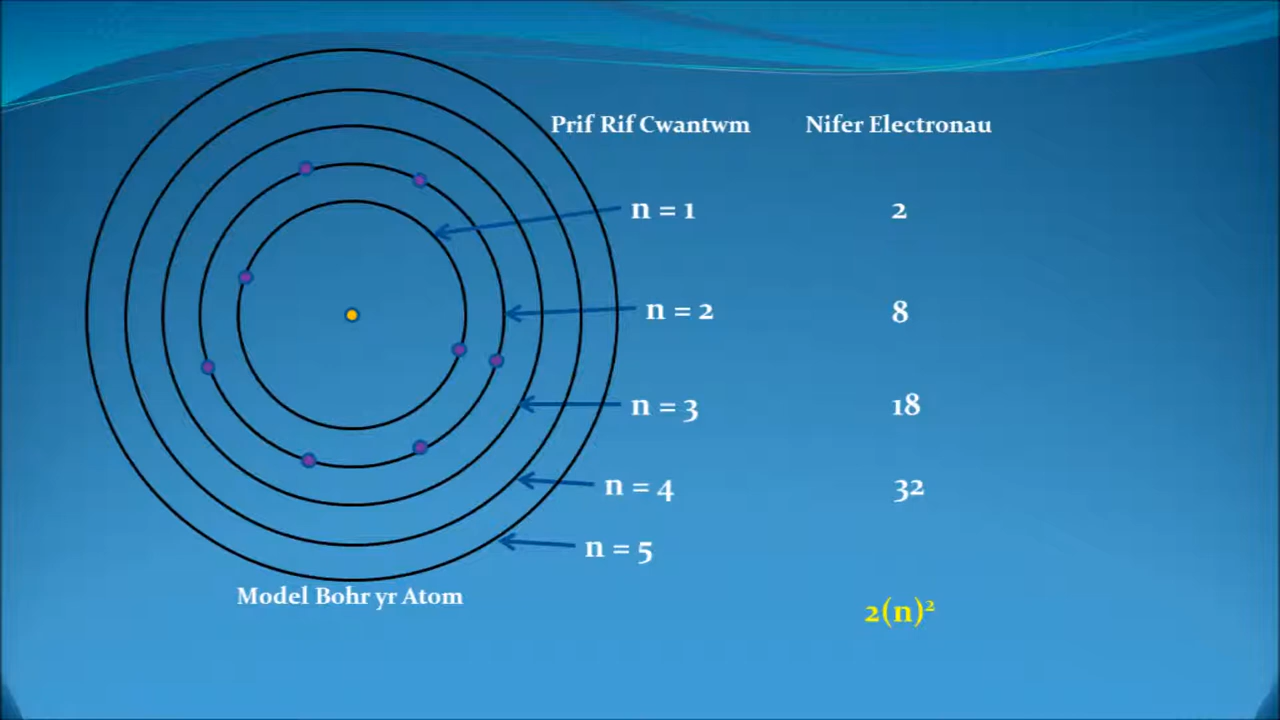 Prif Rif Cwantwm Nifer Electronau
n = 1 2
n = 2 8
n = 3 18
n = 4 32
n = 5
Model Bohr yr Atom
2(n)²